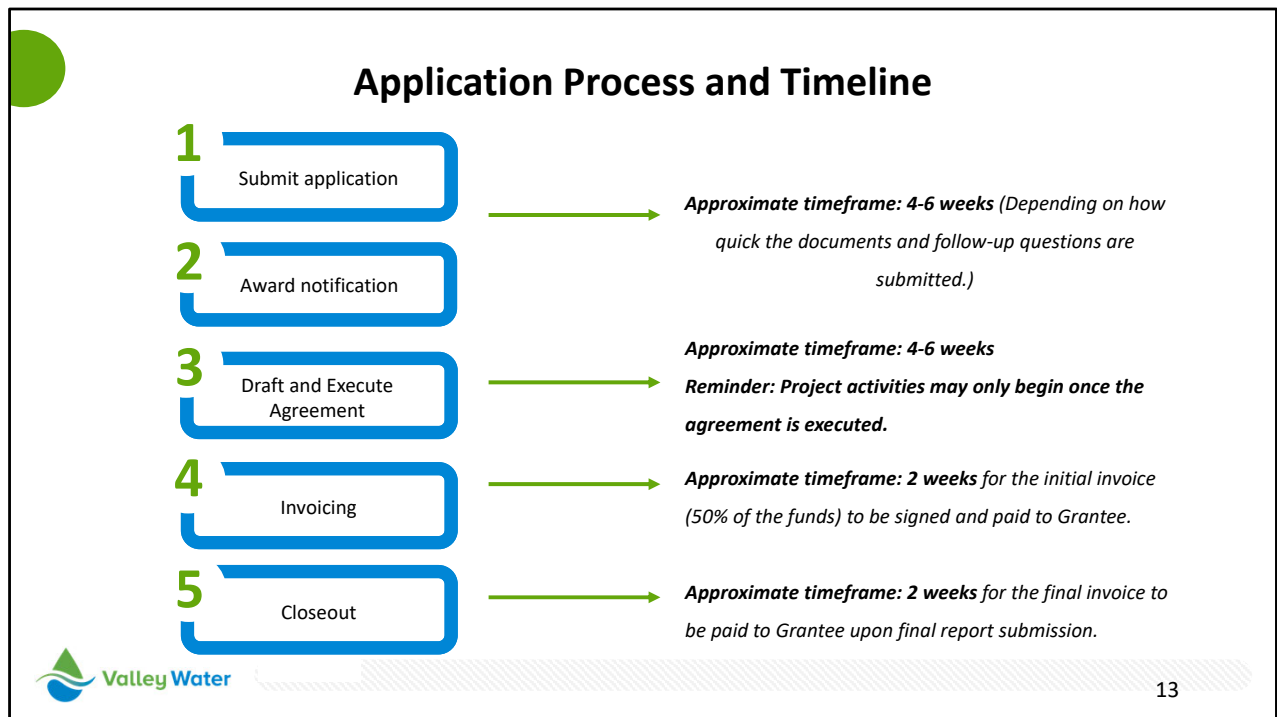 Application Process and Timeline
1
Submit application
Approximate timeframe: 4-6 weeks (Depending on how
quick the documents and follow-up questions are
submitted.)
2
Award notification
3
Draft and Execute
Agreement
Approximate timeframe: 4-6 weeks
Reminder: Project activities may only begin once the
agreement is executed.
4
Invoicing
Approximate timeframe: 2 weeks for the initial invoice
(50% of the funds) to be signed and paid to Grantee.
5
Closeout
Approximate timeframe: 2 weeks for the final invoice to
be paid to Grantee upon final report submission.
Valley Water
13